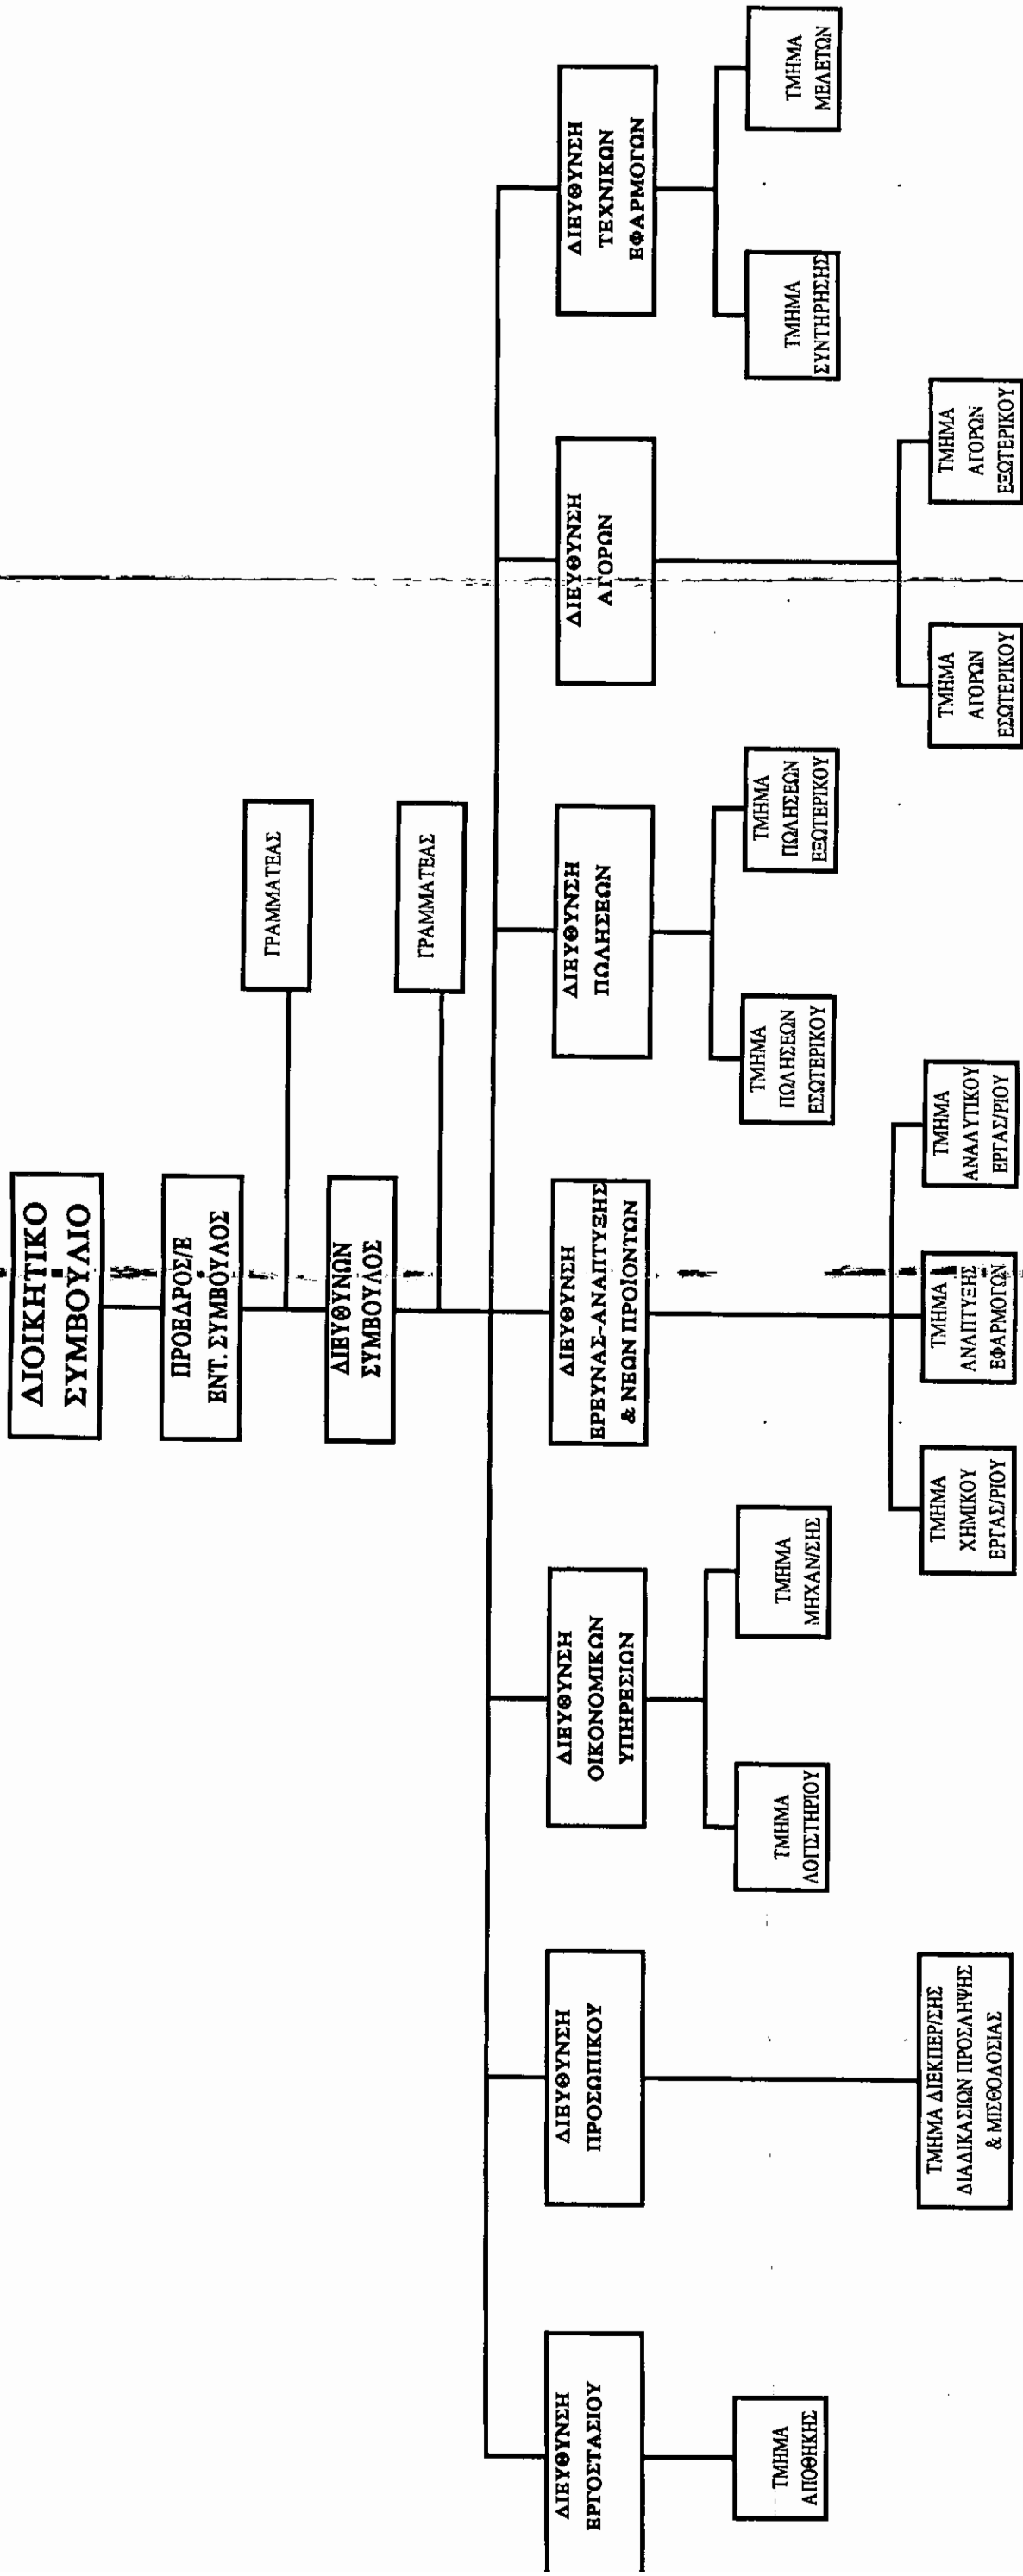 ΔΙΟΙΚΗΤΙΚΟ
ΣΥΜΒΟΥΛΙΟ
ΠΡΟΕΔΡΟΣ/Ε
ΕΝΤ. ΣΥΜΒΟΥΛΟΣ
ΓΡΑΜΜΑΤΕΑΣ
ΔΙΕΥΘΥΝΩΝ
ΣΥΜΒΟΥΛΟΣ
ΓΡΑΜΜΑΤΕΑΣ
ΔΙΕΥΘΥΝΣΗ
ΕΡΓΟΣΤΑΣΙΟΥ
ΔΙΕΥΘΥΝΣΗ
ΠΡΟΣΩΠΙΚΟΥ
ΔΙΕΥΘΥΝΣΗ
ΟΙΚΟΝΟΜΙΚΩΝ
ΥΠΗΡΕΣΙΩΝ
ΔΙΕΥΘΥΝΣΗ
ΕΡΕΥΝΑΣ-ΑΝΑΠΤΥΞΗΣ
& ΝΕΩΝ ΠΡΟΪΟΝΤΩΝ
ΔΙΕΥΘΥΝΣΗ
ΠΩΛΗΣΕΩΝ
ΔΙΕΥΘΥΝΣΗ
ΑΓΟΡΩΝ
ΔΙΕΥΘΥΝΣΗ
ΤΕΧΝΙΚΩΝ
ΕΦΑΡΜΟΓΩΝ
ΤΜΗΜΑ
ΑΠΟΘΗΚΗΣ
ΤΜΗΜΑ
ΛΟΓΙΣΤΗΡΙΟΥ
ΤΜΗΜΑ
ΜΗΧΑΝ/ΣΗΣ
ΤΜΗΜΑ
ΠΩΛΗΣΕΩΝ
ΕΣΩΤΕΡΙΚΟΥ
ΤΜΗΜΑ
ΠΩΛΗΣΕΩΝ
ΕΞΩΤΕΡΙΚΟΥ
ΤΜΗΜΑ
ΣΥΝΤΗΡΗΣΗΣ
ΤΜΗΜΑ
ΜΕΛΕΤΩΝ
ΤΜΗΜΑ ΔΙΕΚΠΕΡ/ΣΗΣ
ΔΙΑΔΙΚΑΣΙΩΝ ΠΡΟΣΛΗΨΗΣ
& ΜΙΣΘΟΔΟΣΙΑΣ
ΤΜΗΜΑ
ΧΗΜΙΚΟΥ
ΕΡΓΑΣ/ΡΙΟΥ
ΤΜΗΜΑ
ΑΝΑΠΤΥΞΗΣ
ΕΦΑΡΜΟΓΩΝ
ΤΜΗΜΑ
ΑΝΑΛΥΤΙΚΟΥ
ΕΡΓΑΣ/ΡΙΟΥ
ΤΜΗΜΑ
ΑΓΟΡΩΝ
ΕΣΩΤΕΡΙΚΟΥ
ΤΜΗΜΑ
ΑΓΟΡΩΝ
ΕΞΩΤΕΡΙΚΟΥ